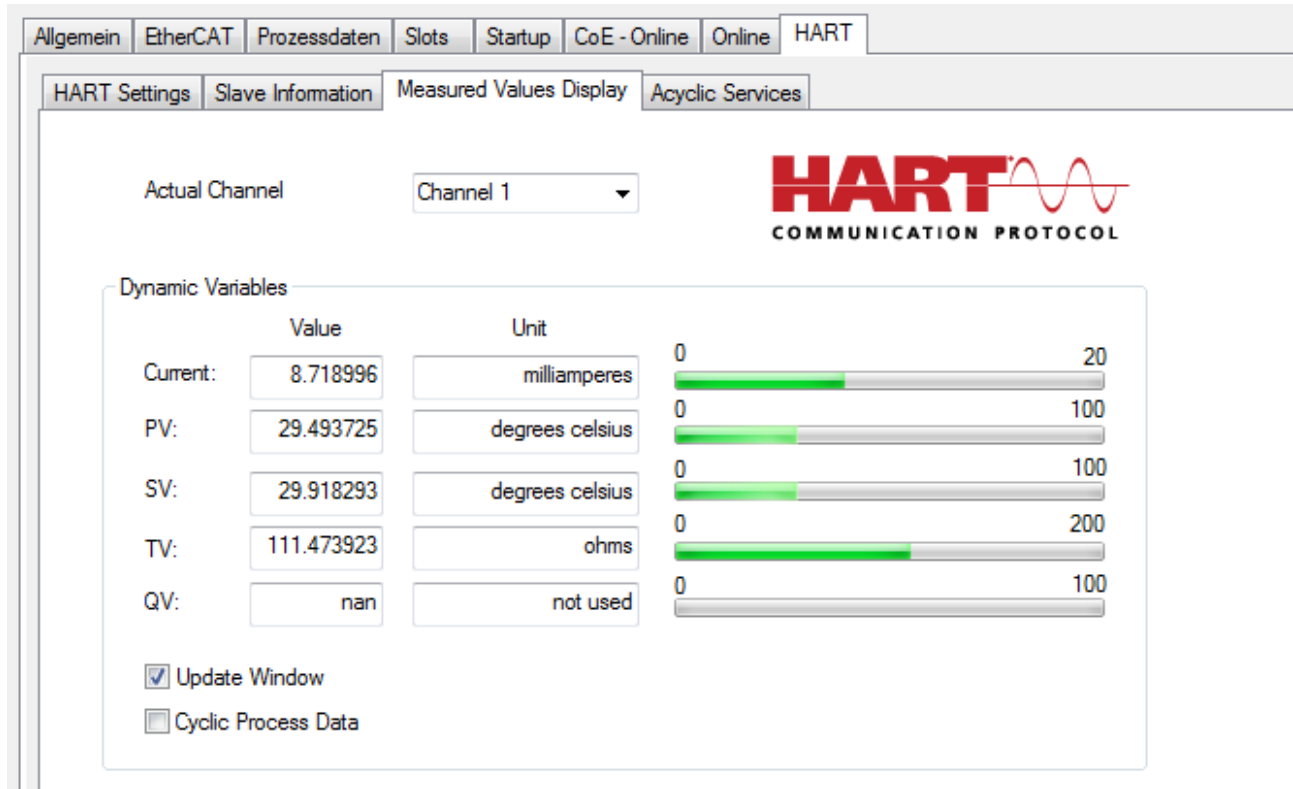 Allgemein EtherCAT Prozessdaten Slots Startup CoE - Online Online HART
HART Settings Slave Information Measured Values Display Acyclic Services
Actual Channel Channel 1
HART
COMMUNICATION PROTOCOL
Dynamic Variables
Value Unit
Current: 8.718996 milliamperes 0 20
PV: 29.493725 degrees celsius 0 100
SV: 29.918293 degrees celsius 0 100
TV: 111.473923 ohms 0 200
QV: nan not used 0 100
Update Window
Cyclic Process Data